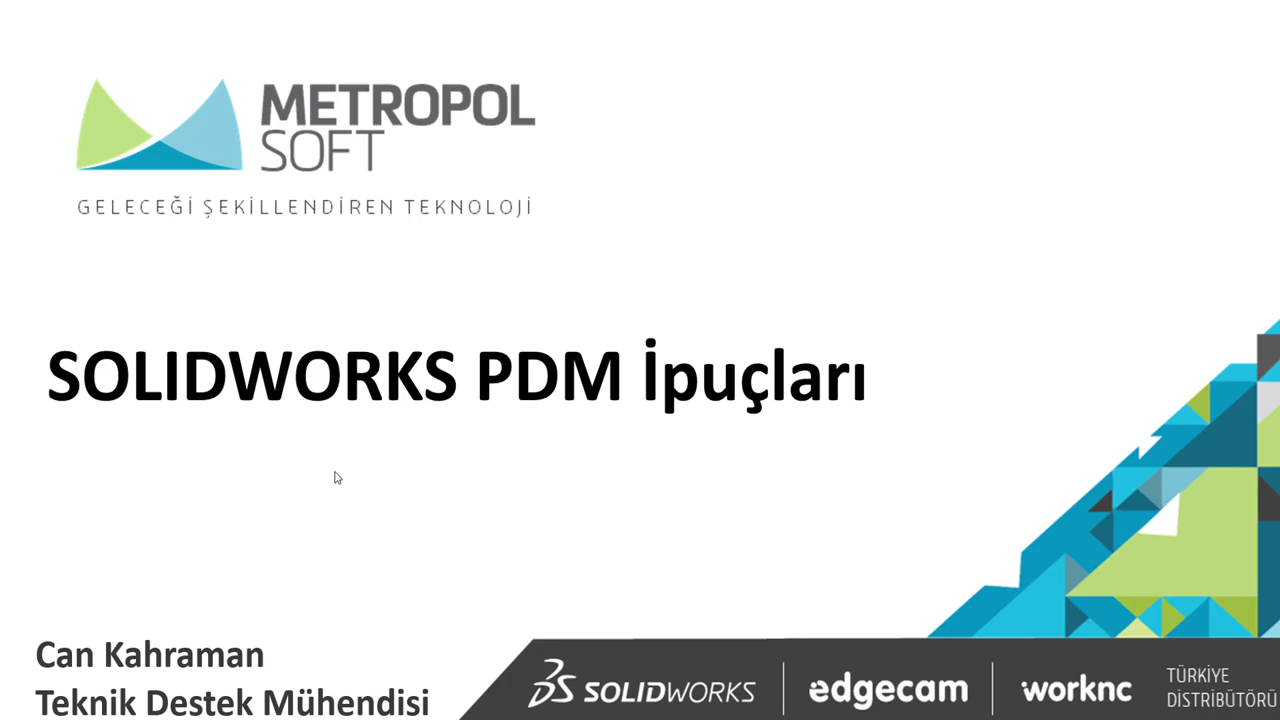 METROPOL
SOFT
GELECEĞİ ŞEKİLLENDİREN TEKNOLOJİ
SOLIDWORKS PDM İpuçları
Can Kahraman
Teknik Destek Mühendisi
SOLIDWORKS
edgecam
worknc
TÜRKİYE
DİSTRİBÜTÖRÜ